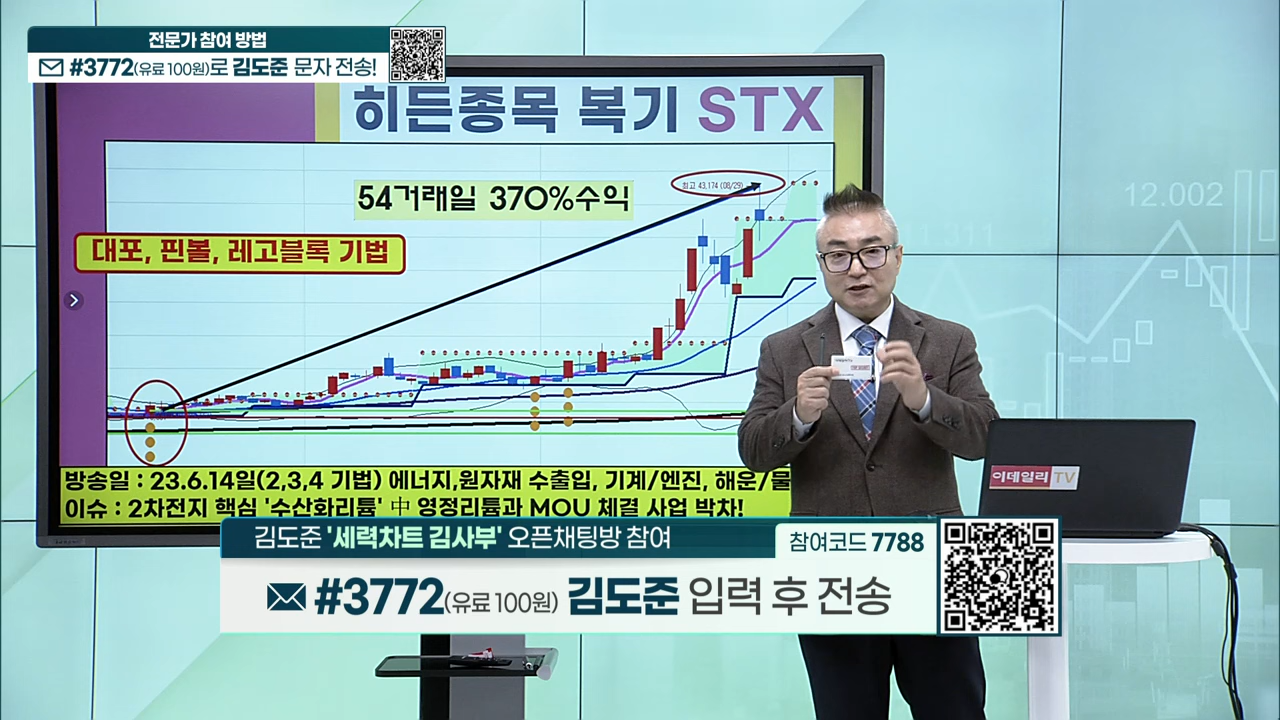 전문가 참여 방법
#3772(유료 100원)로 김도준 문자 전송!
히든종목 복기 STX
54거래일 370%수익
최고 43,174 (08/29)
대포, 핀볼, 레고블록 기법
12.002
방송일 : 23.6.14일(2,3,4 기법) 에너지,원자재 수출입, 기계/엔진, 해운/물
이슈 : 2차전지 핵심 '수산화리튬' 中 영정리튬과 MOU 체결 사업 박차!
이데일리 TV
김도준 '세력차트 김사부' 오픈채팅방 참여
참여코드 7788
#3772(유료 100원) 김도준 입력 후 전송